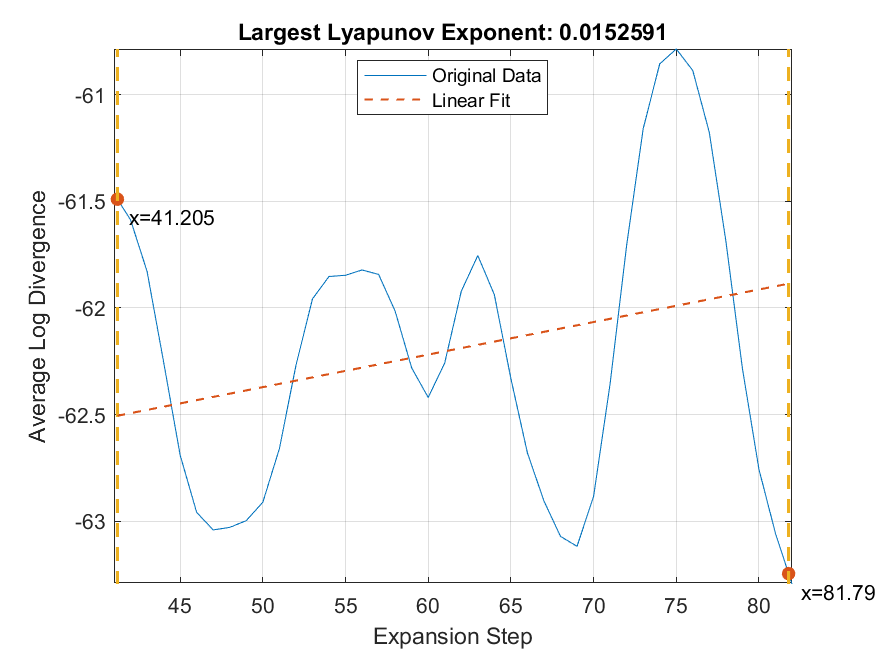 Largest Lyapunov Exponent: 0.0152591
Original Data
Linear Fit
-61
-61.5
-62
-62.5
-63
Average Log Divergence
x=41.205
x=81.79
45
50
55
60
65
70
75
80
Expansion Step